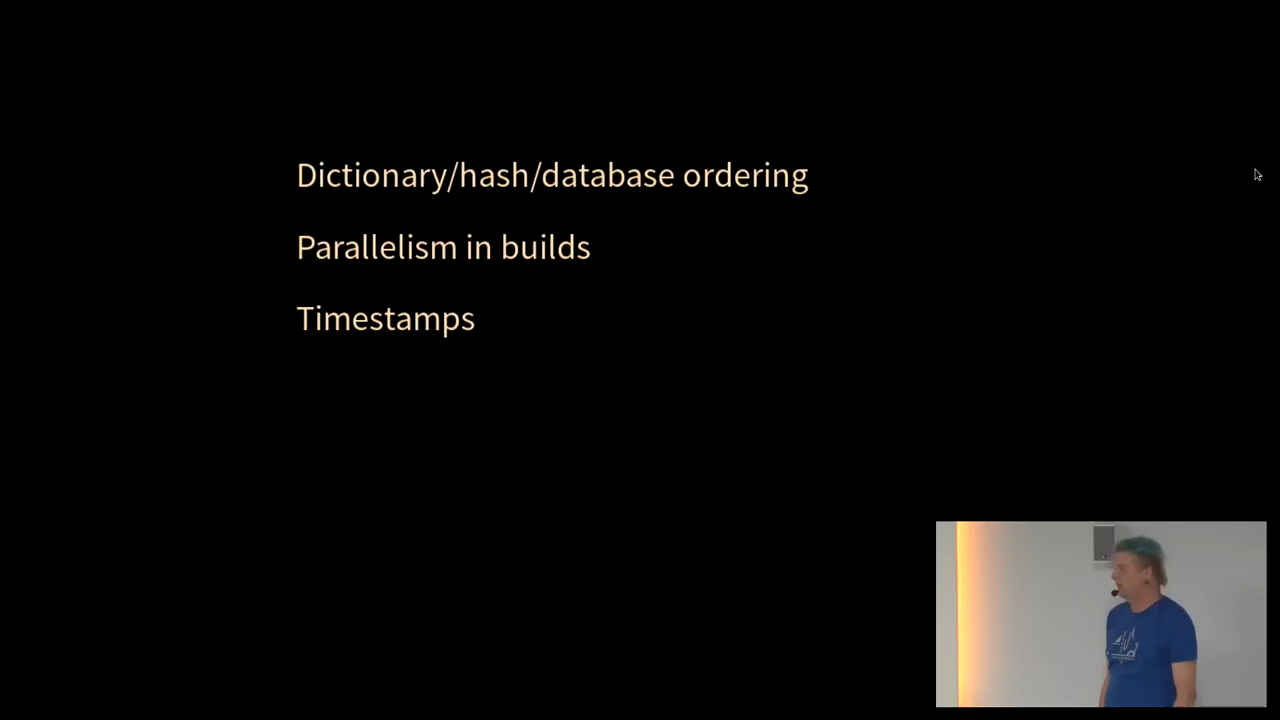 Dictionary/hash/database ordering
Parallelism in builds
Timestamps